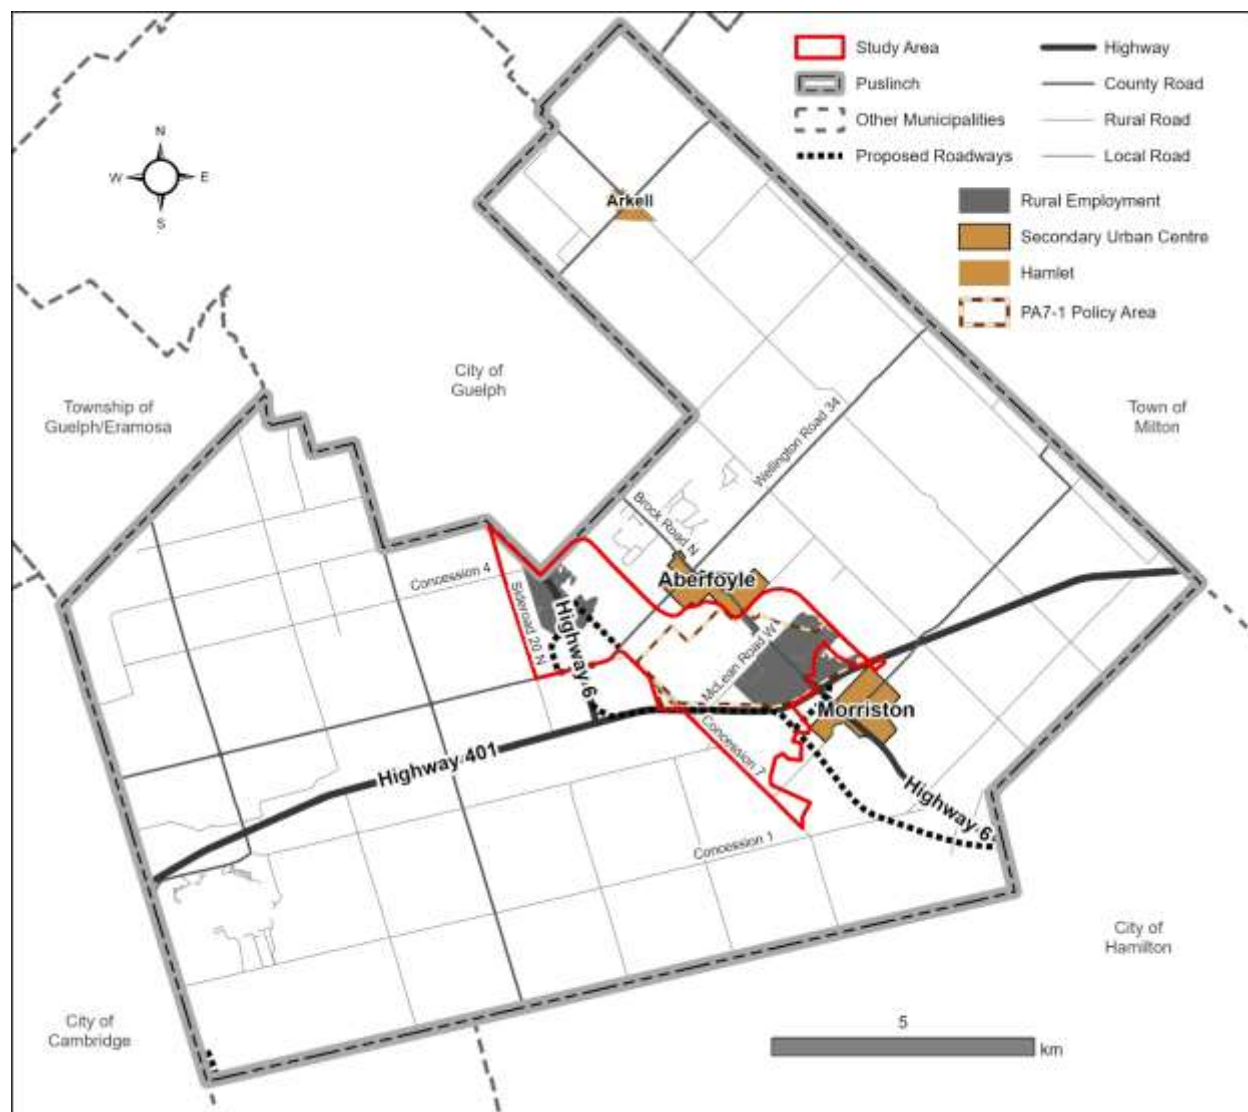 Study Area
Puslinch
Other Municipalities
Proposed Roadways
Highway
County Road
Rural Road
Local Road
Rural Employment
Secondary Urban Centre
Hamlet
PA7-1 Policy Area
N
W
E
S
Arkell
City of
Guelph
Township of
Guelph/Eramosa
Town of
Milton
Wellington Road 34
Brock Road N
Aberfoyle
Concession 4
Sideroad 20 N
Highway 6
McLean Road W
Morriston
Highway 401
Concession 7
Highway 6
Concession 1
City of
Hamilton
City of
Cambridge
5
km